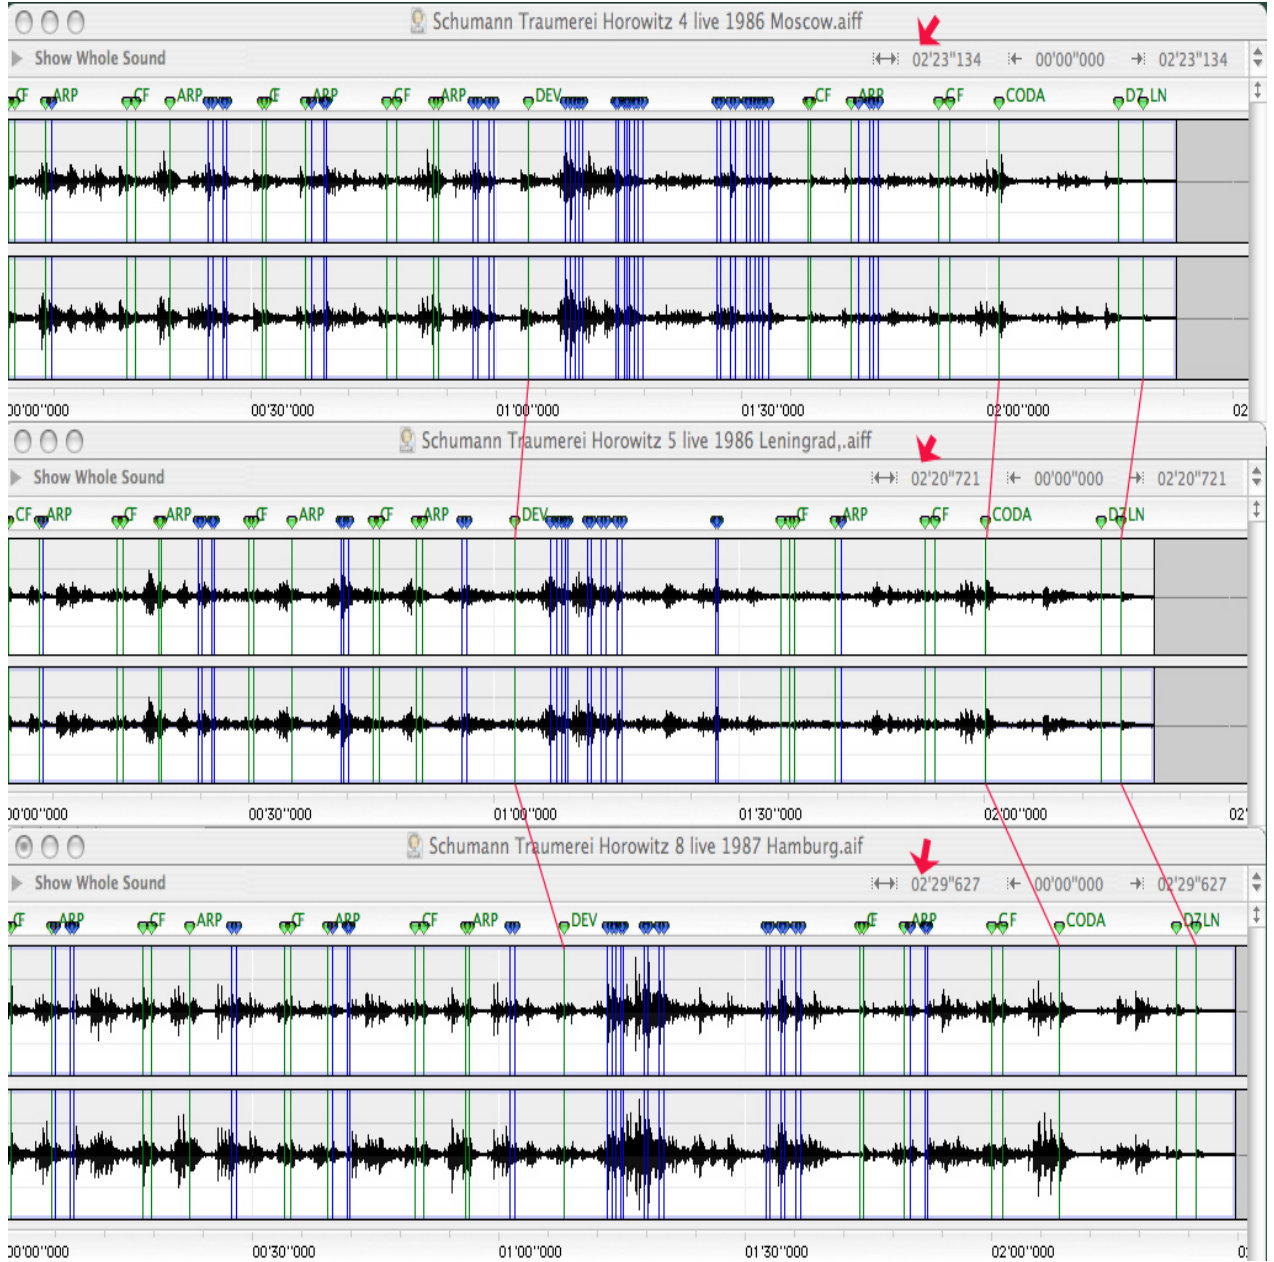 Schumann Traumerei Horowitz 4 live 1986 Moscow.aiff
Show Whole Sound 02'23"134 00'00"000 02'23"134
CF ARP CF ARP CF ARP CF ARP DEV CF ARP CF CODA DZ LN
00'00"000 00'30"000 01'00"000 01'30"000 02'00"000 02
Schumann Traumerei Horowitz 5 live 1986 Leningrad,.aiff
Show Whole Sound 02'20"721 00'00"000 02'20"721
CF ARP CF ARP CF ARP CF ARP DEV CF ARP CF CODA DZ LN
00'00"000 00'30"000 01'00"000 01'30"000 02'00"000 02'
Schumann Traumerei Horowitz 8 live 1987 Hamburg.aif
Show Whole Sound 02'29"627 00'00"000 02'29"627
CF ARP CF ARP CF ARP CF ARP DEV CF ARP CF CODA DZ LN
00'00"000 00'30"000 01'00"000 01'30"000 02'00"000 0